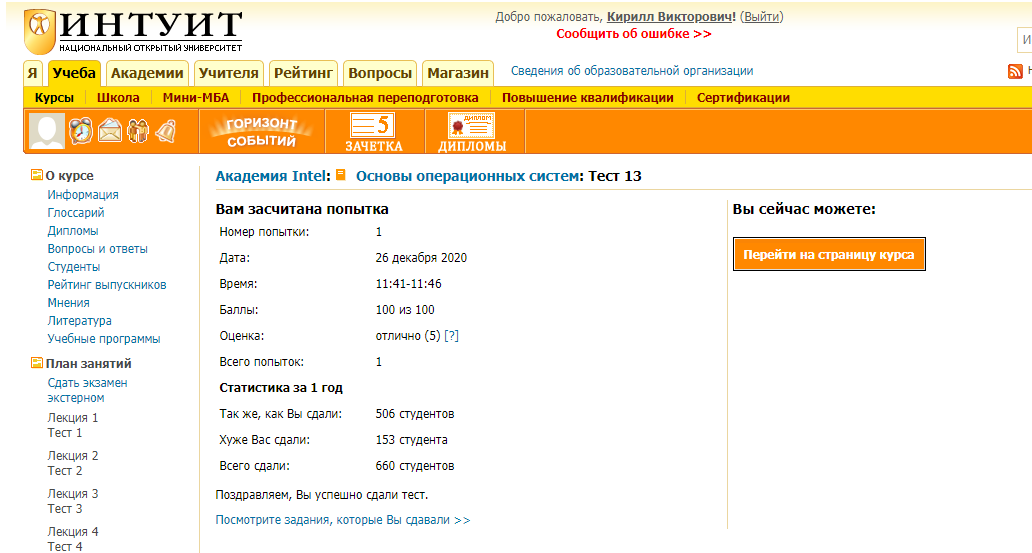 ИНТУИТ
НАЦИОНАЛЬНЫЙ ОТКРЫТЫЙ УНИВЕРСИТЕТ
Добро пожаловать, Кирилл Викторович! (Выйти)
Сообщить об ошибке >>
Я Учеба Академии Учителя Рейтинг Вопросы Магазин Сведения об образовательной организации
Курсы Школа Мини-МБА Профессиональная переподготовка Повышение квалификации Сертификации
ГОРИЗОНТ СОБЫТИЙ
5 ЗАЧЕТКА
ДИПЛОМ ДИПЛОМЫ
О курсе
Информация
Глоссарий
Дипломы
Вопросы и ответы
Студенты
Рейтинг выпускников
Мнения
Литература
Учебные программы
План занятий
Сдать экзамен
экстерном
Лекция 1
Тест 1
Лекция 2
Тест 2
Лекция 3
Тест 3
Лекция 4
Тест 4
Академия Intel: Основы операционных систем: Тест 13
Вам засчитана попытка
Номер попытки: 1
Дата: 26 декабря 2020
Время: 11:41-11:46
Баллы: 100 из 100
Оценка: отлично (5) [?]
Всего попыток: 1
Статистика за 1 год
Так же, как Вы сдали: 506 студентов
Хуже Вас сдали: 153 студента
Всего сдали: 660 студентов
Поздравляем, Вы успешно сдали тест.
Посмотрите задания, которые Вы сдавали >>
Вы сейчас можете:
Перейти на страницу курса